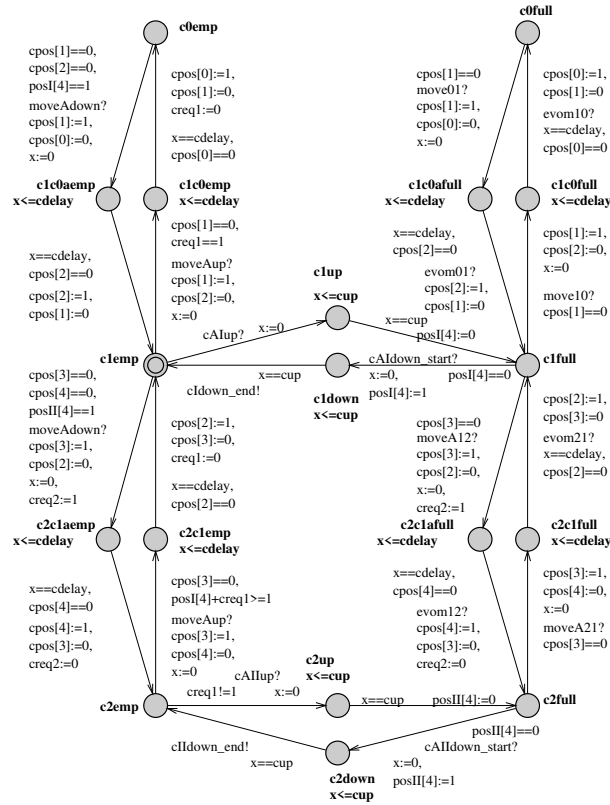 c0emp
c0full
cpos[1]==0,
cpos[2]==0,
posI[4]==1
moveAdown?
cpos[1]:=1,
cpos[0]:=0,
x:=0
cpos[0]:=1,
cpos[1]:=0,
creq1:=0
x==cdelay,
cpos[0]==0
cpos[1]==0
move01?
cpos[1]:=1,
cpos[0]:=0,
x:=0
cpos[0]:=1,
cpos[1]:=0
evom10?
x==cdelay,
cpos[0]==0
c1c0aemp
x<=cdelay
c1c0emp
x<=cdelay
c1c0afull
x<=cdelay
c1c0full
x<=cdelay
x==cdelay,
cpos[2]==0
cpos[2]:=1,
cpos[1]:=0
cpos[1]==0,
creq1==1
moveAup?
cpos[1]:=1,
cpos[2]:=0,
x:=0
c1up
x<=cup
x==cdelay,
cpos[2]==0
evom01?
cpos[2]:=1,
cpos[1]:=0
cpos[1]:=1,
cpos[2]:=0,
x:=0
move10?
cpos[1]==0
cAIup?
x:=0
x==cup
posI[4]:=0
c1emp
c1full
x==cup
cIdown_end!
c1down
x<=cup
cAIdown_start?
x:=0,
posI[4]:=1
posI[4]==0
cpos[3]==0,
cpos[4]==0,
posII[4]==1
moveAdown?
cpos[3]:=1,
cpos[2]:=0,
x:=0,
creq2:=1
cpos[2]:=1,
cpos[3]:=0,
creq1:=0
x==cdelay,
cpos[2]==0
cpos[3]==0
moveA12?
cpos[3]:=1,
cpos[2]:=0,
x:=0,
creq2:=1
cpos[2]:=1,
cpos[3]:=0
evom21?
x==cdelay,
cpos[2]==0
c2c1aemp
x<=cdelay
c2c1emp
x<=cdelay
c2c1afull
x<=cdelay
c2c1full
x<=cdelay
x==cdelay,
cpos[4]==0
cpos[4]:=1,
cpos[3]:=0,
creq2:=0
cpos[3]==0,
posI[4]+creq1>=1
moveAup?
cpos[3]:=1,
cpos[4]:=0,
x:=0
x==cdelay,
cpos[4]==0
evom12?
cpos[4]:=1,
cpos[3]:=0,
creq2:=0
cpos[3]:=1,
cpos[4]:=0,
x:=0
moveA21?
cpos[3]==0
cAIIup?
creq1!=1
x:=0
c2up
x<=cup
x==cup
posII[4]:=0
c2emp
c2full
cIIdown_end!
x==cup
c2down
x<=cup
posII[4]==0
cAIIdown_start?
x:=0,
posII[4]:=1